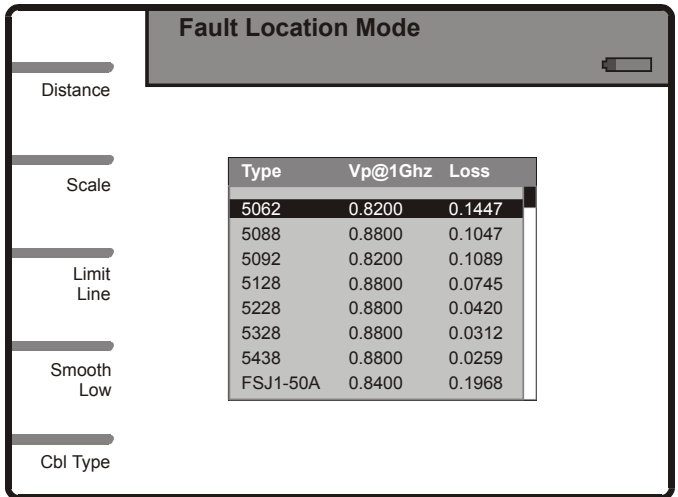 Fault Location Mode
Distance
Scale
Limit
Line
Smooth
Low
Cbl Type
Type Vp@1Ghz Loss
5062 0.8200 0.1447
5088 0.8800 0.1047
5092 0.8200 0.1089
5128 0.8800 0.0745
5228 0.8800 0.0420
5328 0.8800 0.0312
5438 0.8800 0.0259
FSJ1-50A 0.8400 0.1968